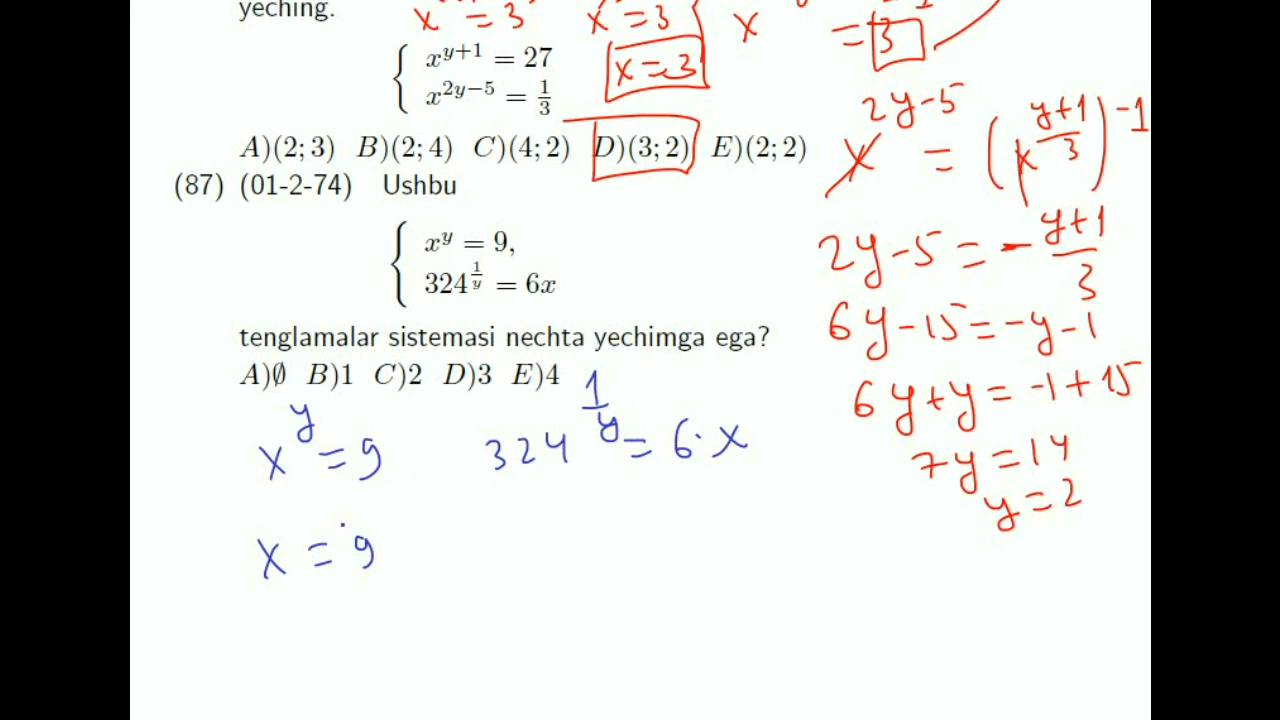 yeching.
x = 3
x = 3
x
= 3
x^{y+1} = 27
x = 3
x^{2y−5} = 1/3
x^{2y-5} = (x^{(y+1)/3})^{-1}
A)(2; 3) B)(2; 4) C)(4; 2) D)(3; 2) E)(2; 2)
(87) (01-2-74) Ushbu
x^y = 9,
2y-5 = - (y+1)/3
324^{1/y} = 6x
6y-15 = -y-1
tenglamalar sistemasi nechta yechimga ega?
A)∅ B)1 C)2 D)3 E)4
6y+y = -1+15
x^y = 9
324^{1/y} = 6·x
7y = 14
y = 2
x = 9